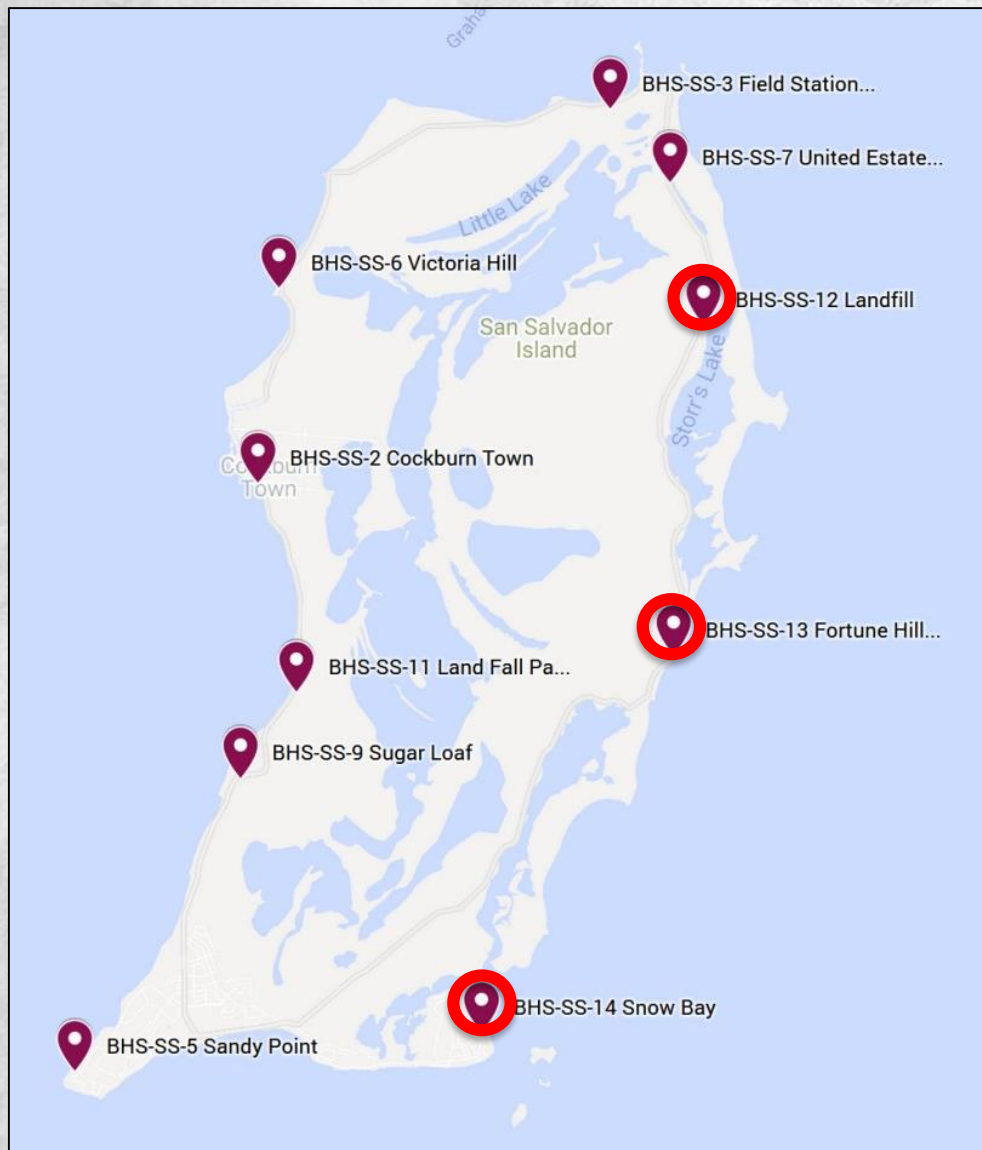 Grah
BHS-SS-3 Field Station...
BHS-SS-7 United Estate...
Little Lake
BHS-SS-6 Victoria Hill
BHS-SS-12 Landfill
San Salvador
Island
Storr's Lake
BHS-SS-2 Cockburn Town
Town
BHS-SS-13 Fortune Hill...
BHS-SS-11 Land Fall Pa...
BHS-SS-9 Sugar Loaf
BHS-SS-14 Snow Bay
BHS-SS-5 Sandy Point